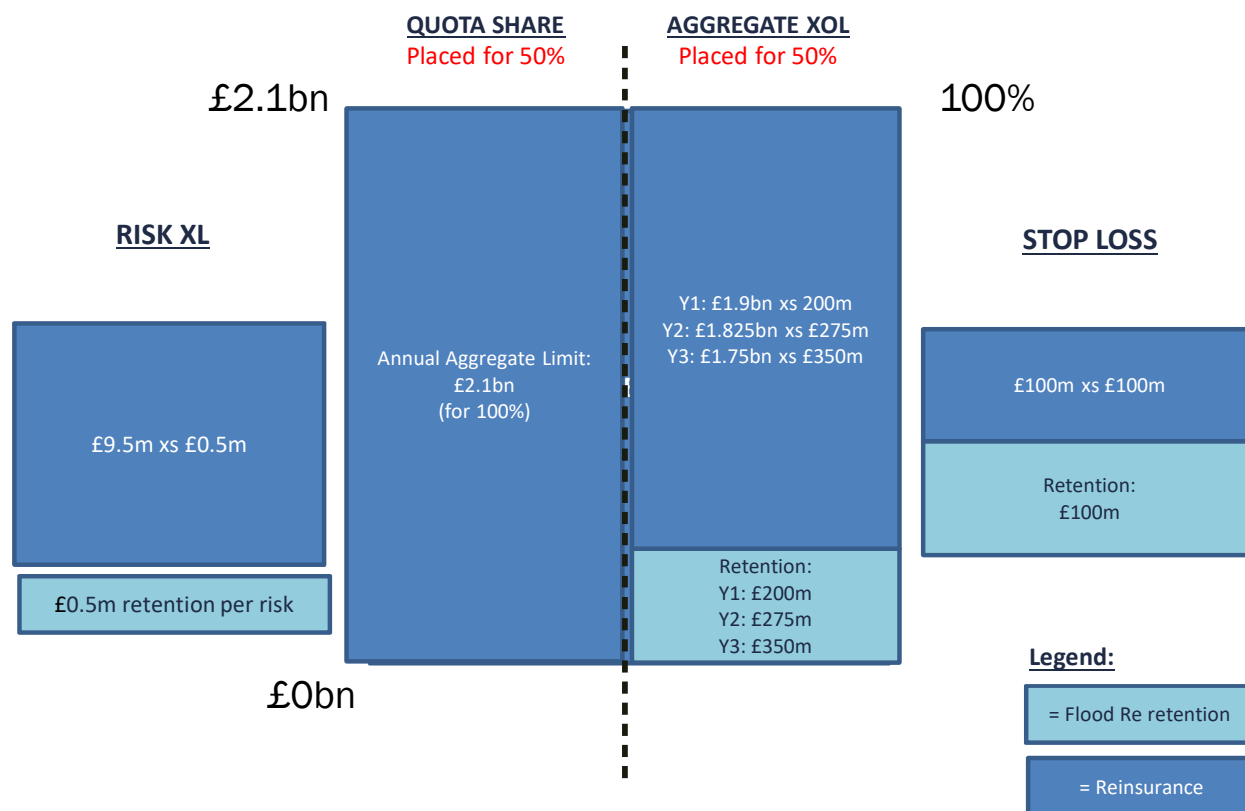 QUOTA SHARE
Placed for 50%
AGGREGATE XOL
Placed for 50%
£2.1bn
100%
RISK XL
STOP LOSS
£9.5m xs £0.5m
£0.5m retention per risk
Annual Aggregate Limit:
£2.1bn
(for 100%)
Y1: £1.9bn xs 200m
Y2: £1.825bn xs £275m
Y3: £1.75bn xs £350m
Retention:
Y1: £200m
Y2: £275m
Y3: £350m
£100m xs £100m
Retention:
£100m
£0bn
Legend:
= Flood Re retention
= Reinsurance